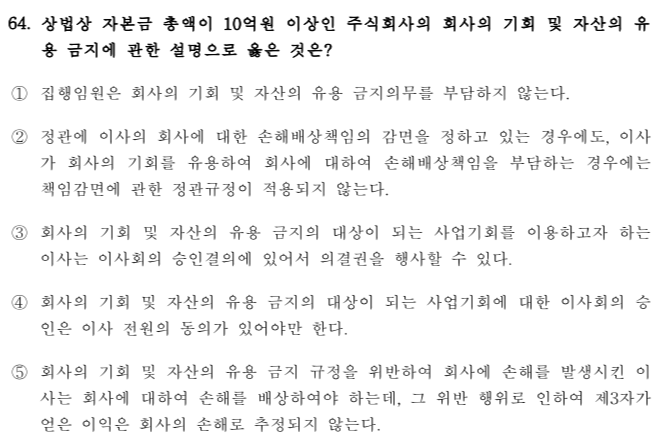 64. 상법상 자본금 총액이 10억원 이상인 주식회사의 회사의 기회 및 자산의 유
용 금지에 관한 설명으로 옳은 것은?
① 집행임원은 회사의 기회 및 자산의 유용 금지의무를 부담하지 않는다.
② 정관에 이사의 회사에 대한 손해배상책임의 감면을 정하고 있는 경우에도, 이사
가 회사의 기회를 유용하여 회사에 대하여 손해배상책임을 부담하는 경우에는
책임감면에 관한 정관규정이 적용되지 않는다.
③ 회사의 기회 및 자산의 유용 금지의 대상이 되는 사업기회를 이용하고자 하는
이사는 이사회의 승인결의에 있어서 의결권을 행사할 수 있다.
④ 회사의 기회 및 자산의 유용 금지의 대상이 되는 사업기회에 대한 이사회의 승
인은 이사 전원의 동의가 있어야만 한다.
⑤ 회사의 기회 및 자산의 유용 금지 규정을 위반하여 회사에 손해를 발생시킨 이
사는 회사에 대하여 손해를 배상하여야 하는데, 그 위반 행위로 인하여 제3자가
얻은 이익은 회사의 손해로 추정되지 않는다.